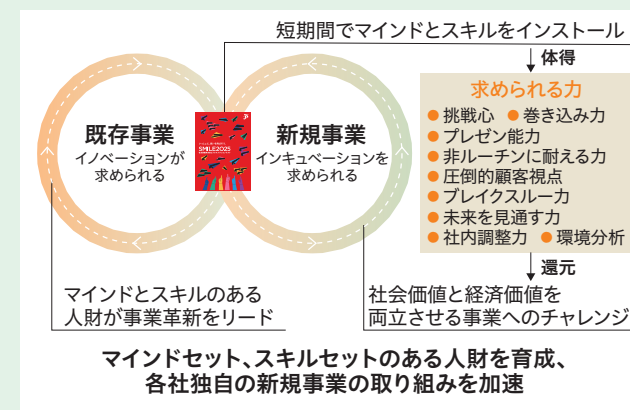 短期間でマインドとスキルをインストール
体得
既存事業
イノベーションが
求められる
SMILE2025
新規事業
インキュベーションを
求められる
求められる力
● 挑戦心 ● 巻き込み力
● プレゼン能力
● 非ルーチンに耐える力
● 圧倒的顧客視点
● ブレイクスルー力
● 未来を見通す力
● 社内調整力 ● 環境分析
還元
マインドとスキルのある
人財が事業革新をリード
社会価値と経済価値を
両立させる事業へのチャレンジ
マインドセット、スキルセットのある人財を育成、
各社独自の新規事業の取り組みを加速